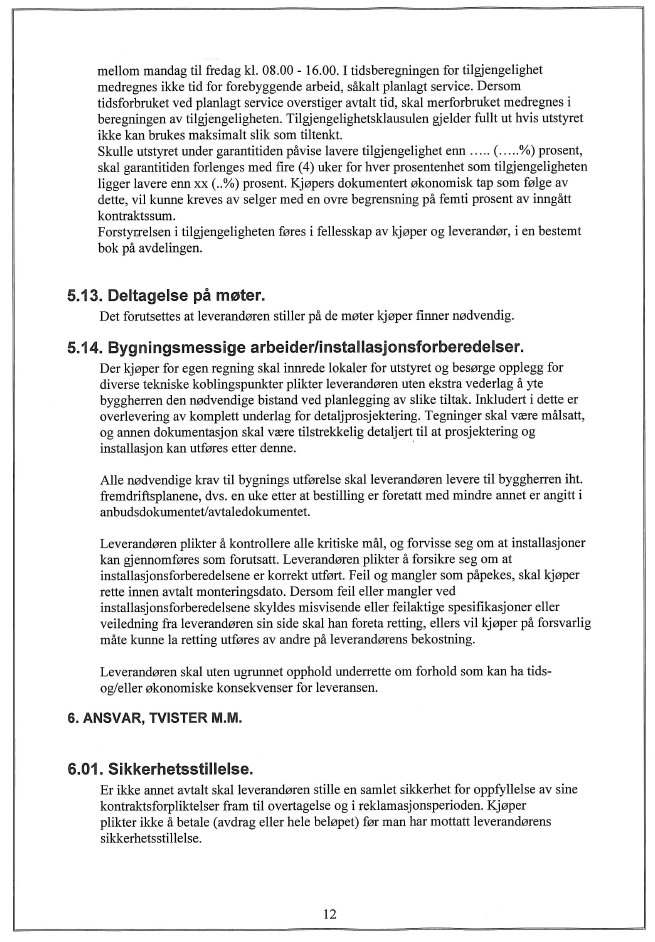 mellom mandag til fredag kl. 08.00 - 16.00. I tidsberegningen for tilgjengelighet
medregnes ikke tid for forebyggende arbeid, såkalt planlagt service. Dersom
tidsforbruket ved planlagt service overstiger avtalt tid, skal merforbruket medregnes i
beregningen av tilgjengeligheten. Tilgjengelighetsklausulen gjelder fullt ut hvis utstyret
ikke kan brukes maksimalt slik som tiltenkt.
Skulle utstyret under garantitiden påvise lavere tilgjengelighet enn ..... (.....%) prosent,
skal garantitiden forlenges med fire (4) uker for hver prosentenhet som tilgjengeligheten
ligger lavere enn xx (..%) prosent. Kjøpers dokumentert økonomisk tap som følge av
dette, vil kunne kreves av selger med en ovre begrensning på femti prosent av inngått
kontraktssum.
Forstyrrelsen i tilgjengeligheten føres i fellesskap av kjøper og leverandør, i en bestemt
bok på avdelingen.
5.13. Deltagelse på møter.
Det forutsettes at leverandøren stiller på de møter kjøper finner nødvendig.
5.14. Bygningsmessige arbeider/installasjonsforberedelser.
Der kjøper for egen regning skal innrede lokaler for utstyret og besørge opplegg for
diverse tekniske koblingspunkter plikter leverandøren uten ekstra vederlag å yte
byggherren den nødvendige bistand ved planlegging av slike tiltak. Inkludert i dette er
overlevering av komplett underlag for detaljprosjektering. Tegninger skal være målsatt,
og annen dokumentasjon skal være tilstrekkelig detaljert til at prosjektering og
installasjon kan utføres etter denne.
Alle nødvendige krav til bygnings utførelse skal leverandøren levere til byggherren iht.
fremdriftsplanene, dvs. en uke etter at bestilling er foretatt med mindre annet er angitt i
anbudsdokumentet/avtaledokumentet.
Leverandøren plikter å kontrollere alle kritiske mål, og forvisse seg om at installasjoner
kan gjennomføres som forutsatt. Leverandøren plikter å forsikre seg om at
installasjonsforberedelsene er korrekt utført. Feil og mangler som påpekes, skal kjøper
rette innen avtalt monteringsdato. Dersom feil eller mangler ved
installasjonsforberedelsene skyldes misvisende eller feilaktige spesifikasjoner eller
veiledning fra leverandøren sin side skal han foreta retting, ellers vil kjøper på forsvarlig
måte kunne la retting utføres av andre på leverandørens bekostning.
Leverandøren skal uten ugrunnet opphold underrette om forhold som kan ha tids-
og/eller økonomiske konsekvenser for leveransen.
6. ANSVAR, TVISTER M.M.
6.01. Sikkerhetsstillelse.
Er ikke annet avtalt skal leverandøren stille en samlet sikkerhet for oppfyllelse av sine
kontraktsforpliktelser fram til overtagelse og i reklamasjonsperioden. Kjøper
plikter ikke å betale (avdrag eller hele beløpet) før man har mottatt leverandørens
sikkerhetsstillelse.
12